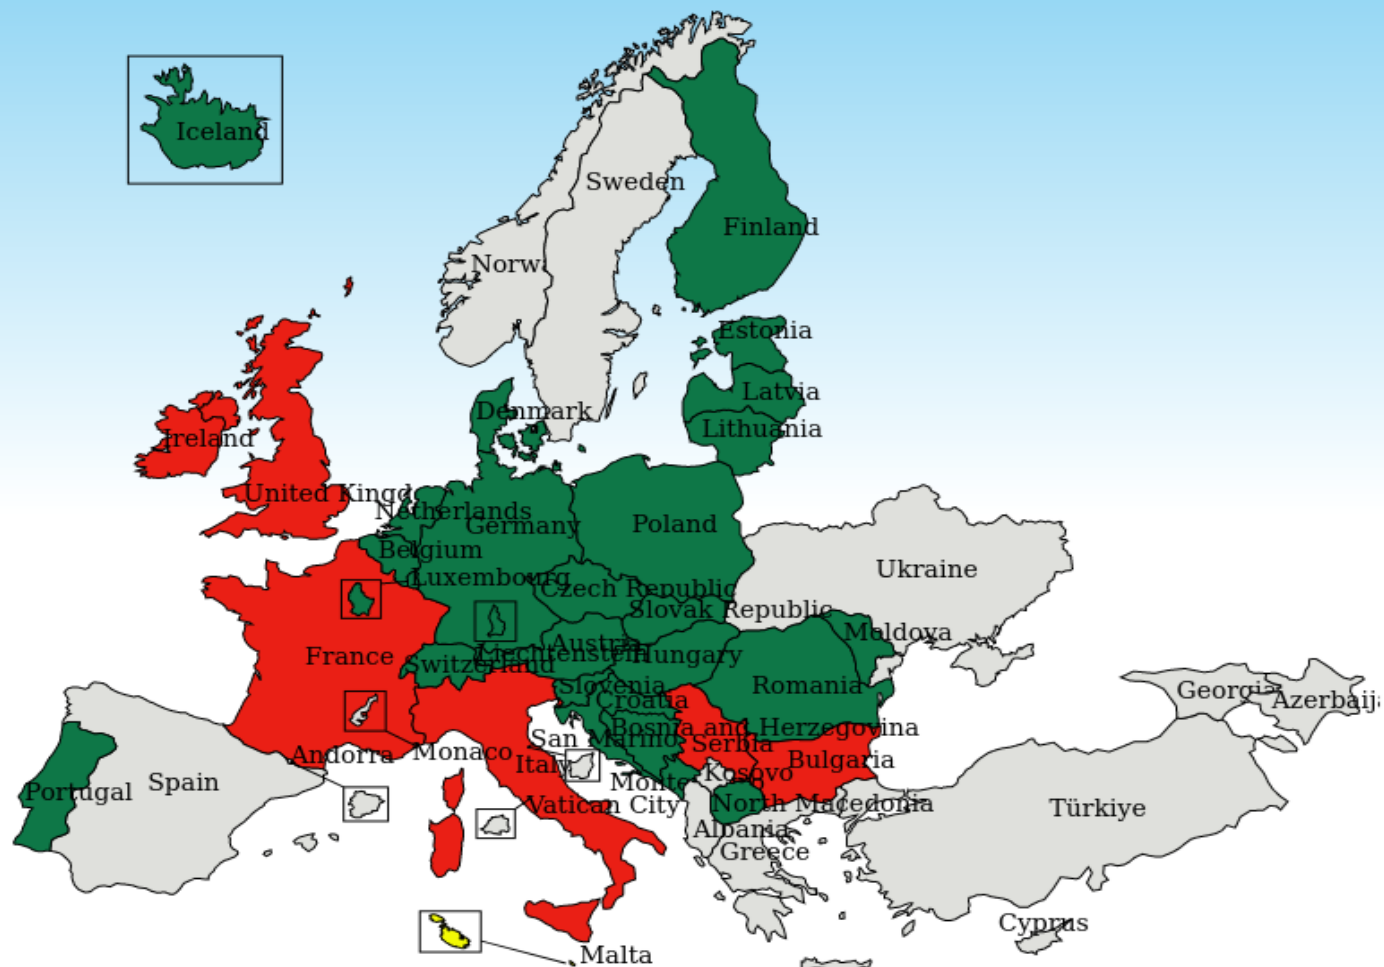 Iceland
Sweden
Finland
Norwa
Estonia
Latvia
Denmark
Lithuania
Ireland
United Kingd
Netherlands
Germany
Poland
Belgium
Ukraine
Luxembourg
Czech Republic
Slovak Republic
Moldova
Austria
Liechtenstein
Hungary
France
Switzerland
Slovenia
Romania
Croatia
Georgia
Azerbaij
Bosnia and Herzegovina
San Marino
Serbia
Andorra
Monaco
Italy
Bulgaria
Kosovo
Spain
Monte
Portugal
Vatican City
North Macedonia
Türkiye
Albania
Greece
Cyprus
Malta